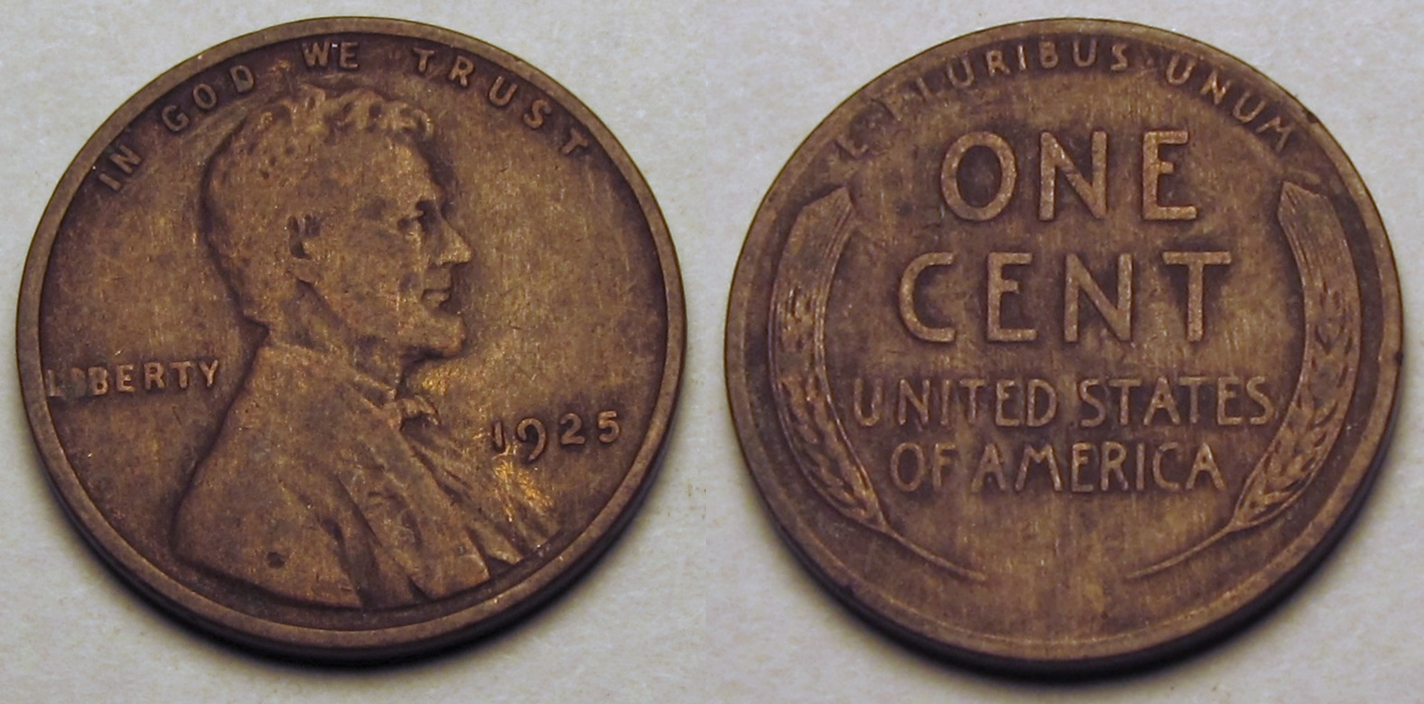 IN GOD WE TRUST
LIBERTY
1925
E · PLURIBUS · UNUM
ONE
CENT
UNITED STATES
OF AMERICA